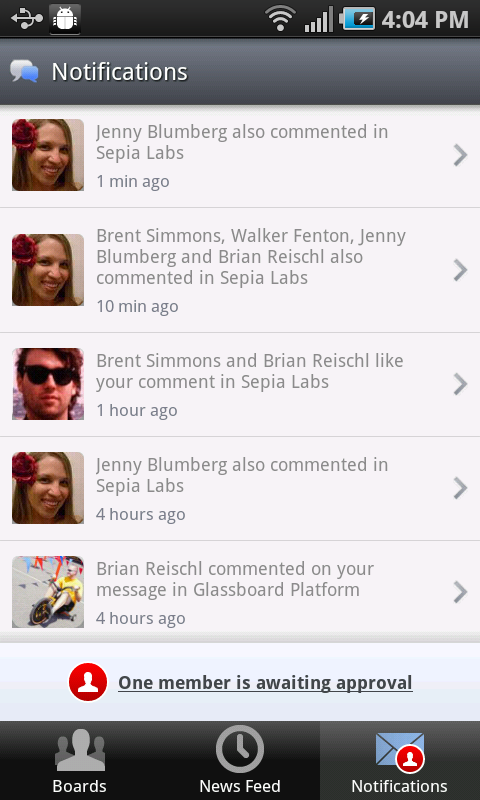 4:04 PM
Notifications
Jenny Blumberg also commented in
Sepia Labs
1 min ago
Brent Simmons, Walker Fenton, Jenny
Blumberg and Brian Reischl also
commented in Sepia Labs
10 min ago
Brent Simmons and Brian Reischl like
your comment in Sepia Labs
1 hour ago
Jenny Blumberg also commented in
Sepia Labs
4 hours ago
Brian Reischl commented on your
message in Glassboard Platform
4 hours ago
One member is awaiting approval
Boards
News Feed
Notifications